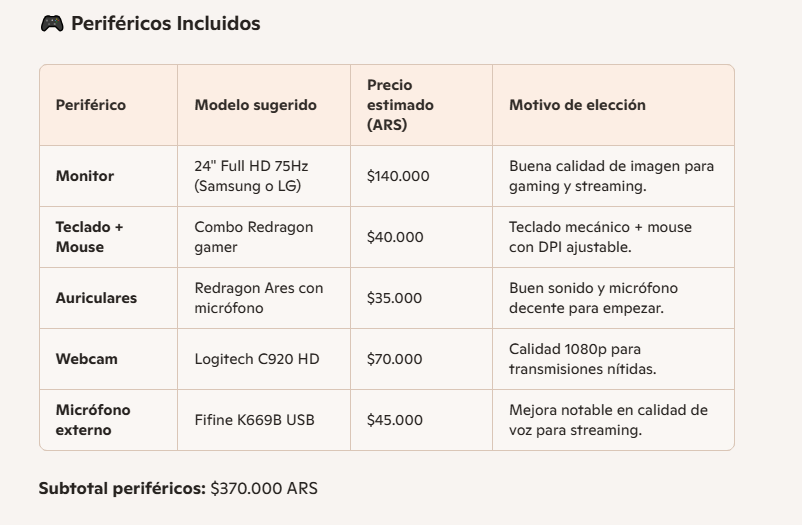 🎮 Periféricos Incluidos
Periférico
Modelo sugerido
Precio
estimado
(ARS)
Motivo de elección
Monitor
24" Full HD 75Hz
(Samsung o LG)
$140.000
Buena calidad de imagen para
gaming y streaming.
Teclado +
Mouse
Combo Redragon
gamer
$40.000
Teclado mecánico + mouse
con DPI ajustable.
Auriculares
Redragon Ares con
micrófono
$35.000
Buen sonido y micrófono
decente para empezar.
Webcam
Logitech C920 HD
$70.000
Calidad 1080p para
transmisiones nítidas.
Micrófono
externo
Fifine K669B USB
$45.000
Mejora notable en calidad de
voz para streaming.
Subtotal periféricos: $370.000 ARS